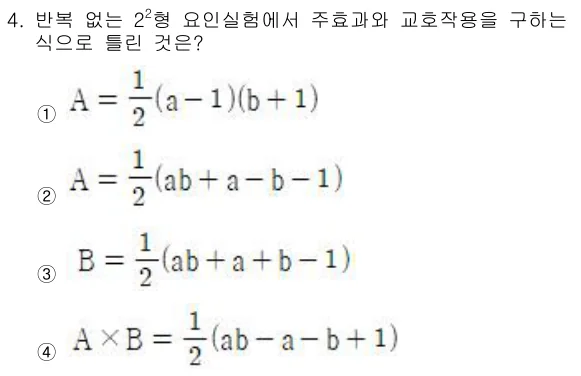 4. 반복 없는 2²형 요인실험에서 주효과와 교호작용을 구하는
식으로 틀린 것은?
① A = 1/2(a－1)(b＋1)
② A = 1/2(ab＋a－b－1)
③ B = 1/2(ab＋a＋b－1)
④ A×B = 1/2(ab－a－b＋1)